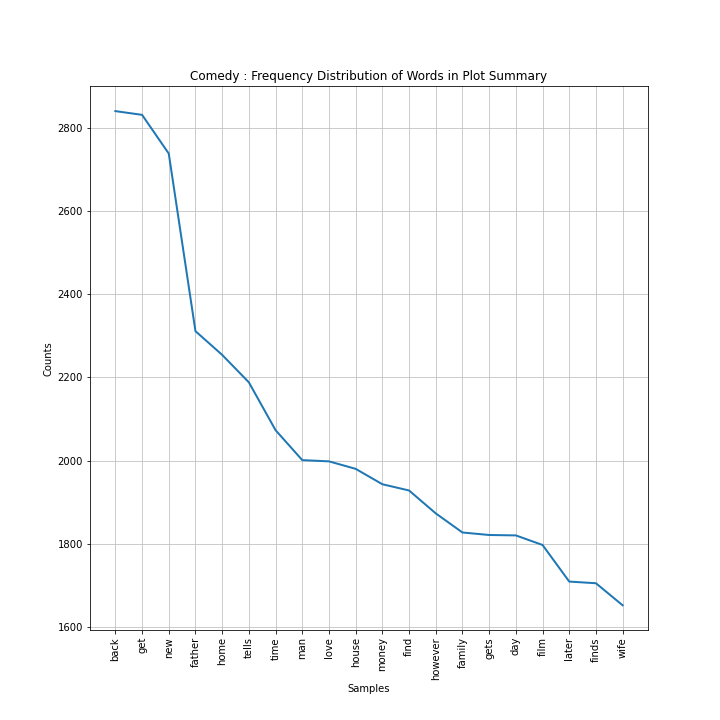 Comedy : Frequency Distribution of Words in Plot Summary
2800
2600
2400
2200
2000
1800
1600
Counts
back
get
new
father
home
tells
time
man
love
house
money
find
however
family
gets
day
film
later
finds
wife
Samples